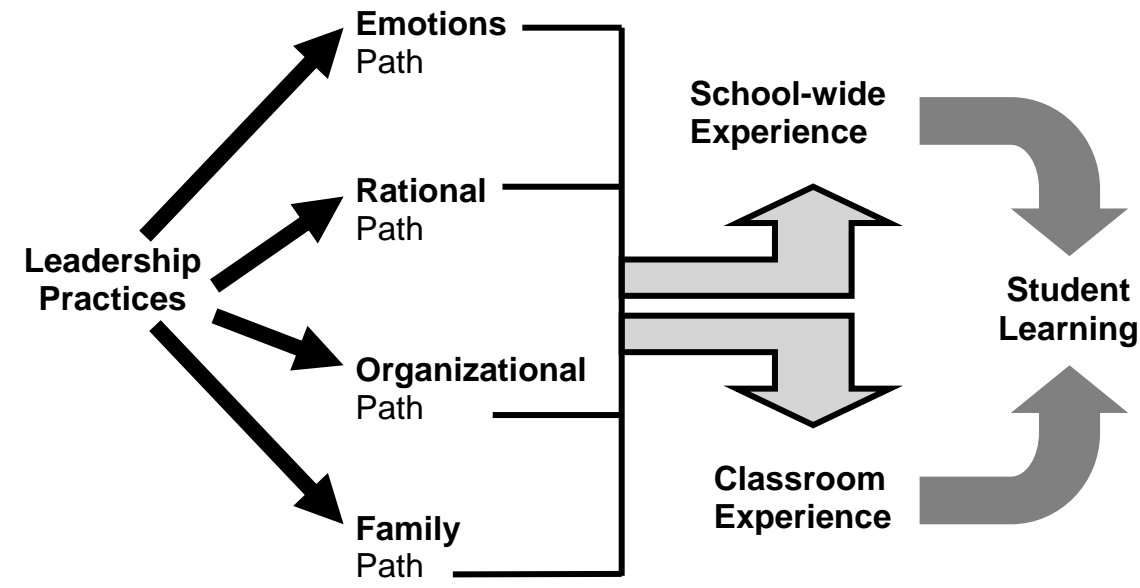 Leadership
Practices
Emotions
Path
Rational
Path
Organizational
Path
Family
Path
School-wide
Experience
Classroom
Experience
Student
Learning